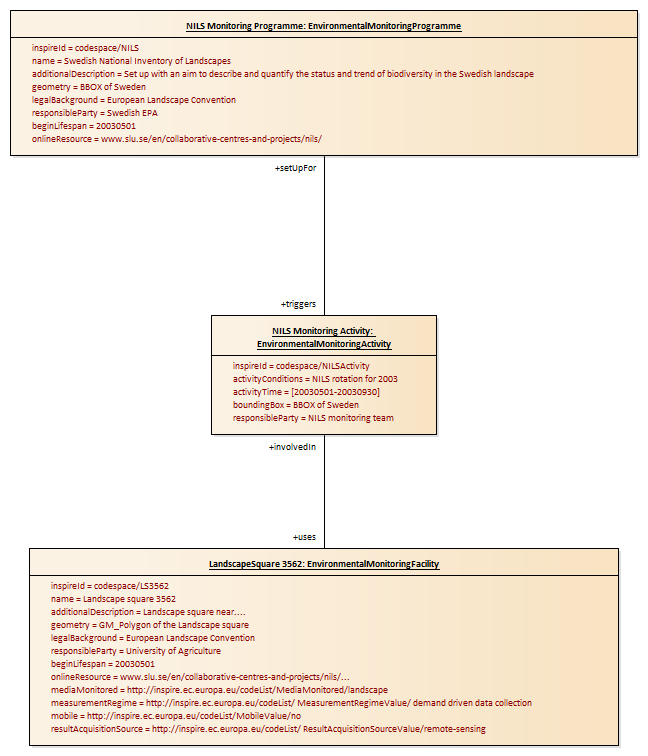 NILS Monitoring Programme: EnvironmentalMonitoringProgramme
inspireId = codespace/NILS
name = Swedish National Inventory of Landscapes
additionalDescription = Set up with an aim to describe and quantify the status and trend of biodiversity in the Swedish landscape
geometry = BBOX of Sweden
legalBackground = European Landscape Convention
responsibleParty = Swedish EPA
beginLifespan = 20030501
onlineResource = www.slu.se/en/collaborative-centres-and-projects/nils/
+setUpFor
+triggers
NILS Monitoring Activity:
EnvironmentalMonitoringActivity
inspireId = codespace/NILSActivity
activityConditions = NILS rotation for 2003
activityTime = [20030501-20030930]
boundingBox = BBOX of Sweden
responsibleParty = NILS monitoring team
+involvedIn
+uses
LandscapeSquare 3562: EnvironmentalMonitoringFacility
inspireId = codespace/LS3562
name = Landscape square 3562
additionalDescription = Landscape square near....
geometry = GM_Polygon of the Landscape square
legalBackground = European Landscape Convention
responsibleParty = University of Agriculture
beginLifespan = 20030501
onlineResource = www.slu.se/en/collaborative-centres-and-projects/nils/...
mediaMonitored = http://inspire.ec.europa.eu/codeList/MediaMonitored/landscape
measurementRegime = http://inspire.ec.europa.eu/codeList/ MeasurementRegimeValue/ demand driven data collection
mobile = http://inspire.ec.europa.eu/codeList/MobileValue/no
resultAcquisitionSource = http://inspire.ec.europa.eu/codeList/ ResultAcquisitionSourceValue/remote-sensing